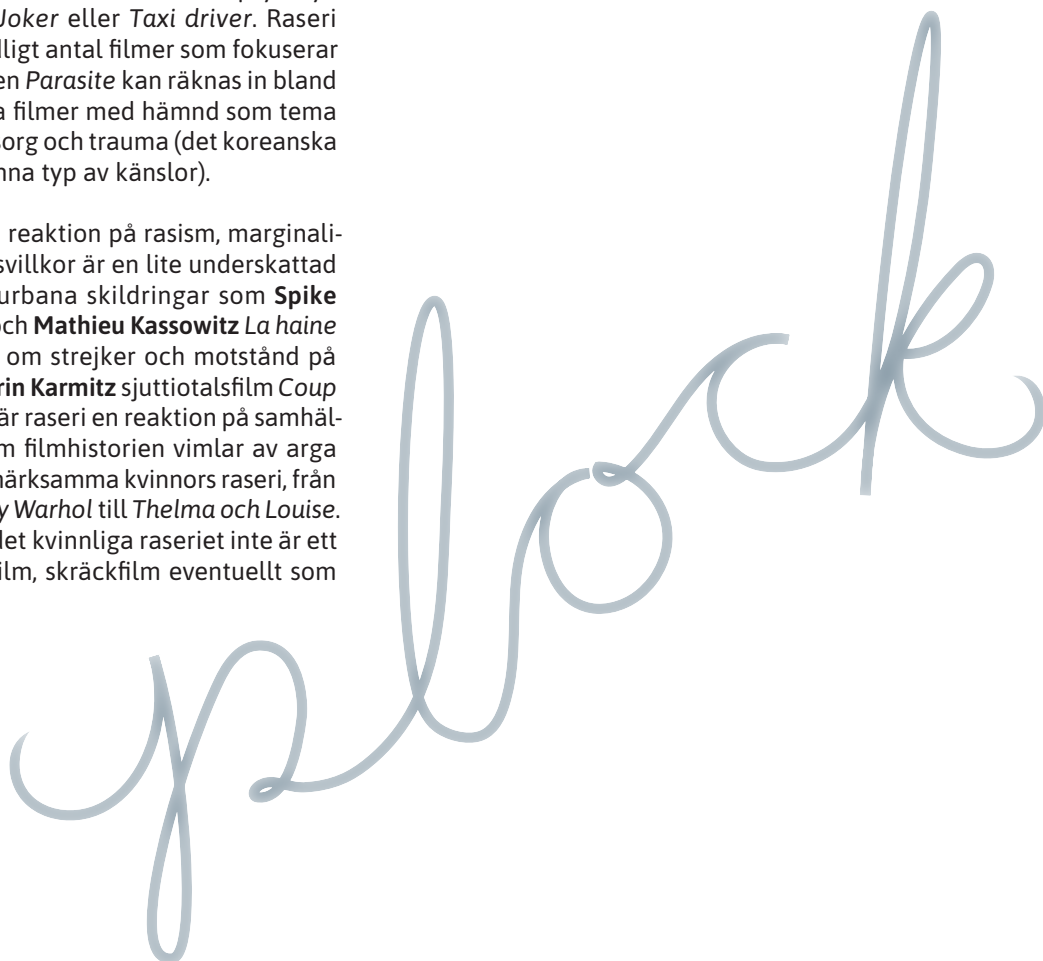 Joker eller Taxi driver. Raseri
ligt antal filmer som fokuserar
en Parasite kan räknas in bland
a filmer med hämnd som tema
sorg och trauma (det koreanska
nna typ av känslor).
reaktion på rasism, marginali-
svillkor är en lite underskattad
urbana skildringar som Spike
och Mathieu Kassowitz La haine
om strejker och motstånd på
rin Karmitz sjuttiotalsfilm Coup
är raseri en reaktion på samhäl-
m filmhistorien vimlar av arga
märksamma kvinnors raseri, från
y Warhol till Thelma och Louise.
det kvinnliga raseriet inte är ett
ilm, skräckfilm eventuellt som
plock